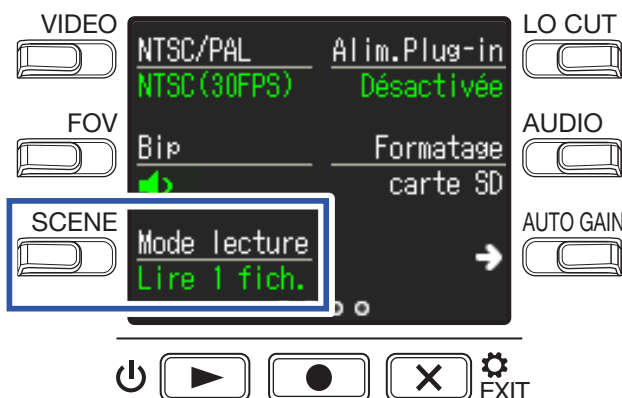 VIDEO
LO CUT
NTSC/PAL
Alim.Plug-in
NTSC(30FPS)
Désactivée
FOV
AUDIO
Bip
Formatage
carte SD
SCENE
AUTO GAIN
Mode lecture
Lire 1 fich.
EXIT